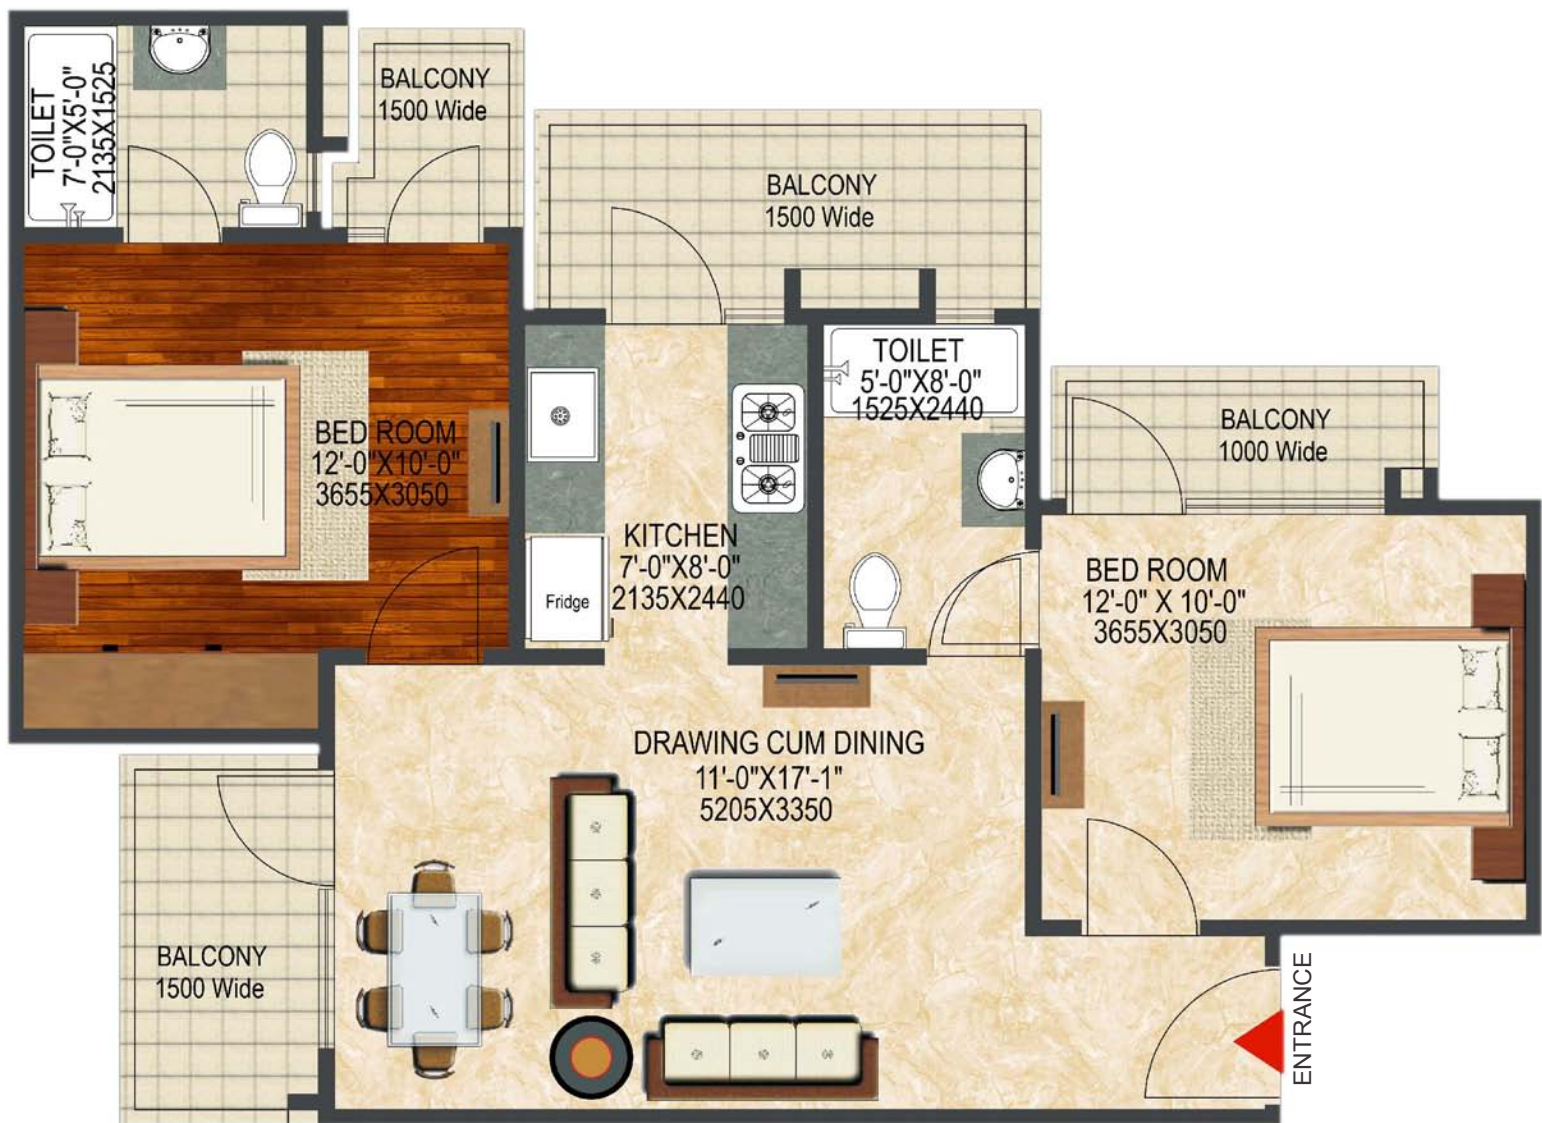 TOILET
7'-0"X5'-0"
2135X1525
BALCONY
1500 Wide
BALCONY
1500 Wide
TOILET
5'-0"X8'-0"
1525X2440
BALCONY
1000 Wide
BED ROOM
12'-0"X10'-0"
3655X3050
KITCHEN
7'-0"X8'-0"
2135X2440
Fridge
BED ROOM
12'-0" X 10'-0"
3655X3050
DRAWING CUM DINING
11'-0"X17'-1"
5205X3350
BALCONY
1500 Wide
ENTRANCE